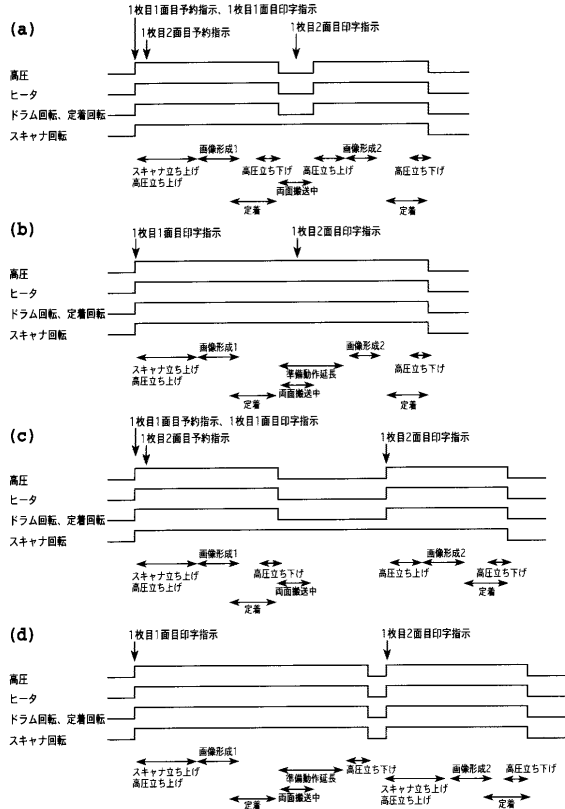 (a)
1枚目1面目予約指示、1枚目1面目印字指示
1枚目2面目予約指示
1枚目2面目印字指示
高圧
ヒータ
ドラム回転、定着回転
スキャナ回転
画像形成1
画像形成2
スキャナ立ち上げ
高圧立ち上げ
高圧立ち下げ
高圧立ち上げ
高圧立ち下げ
両面搬送中
定着
定着
(b)
1枚目1面目印字指示
1枚目2面目印字指示
高圧
ヒータ
ドラム回転、定着回転
スキャナ回転
画像形成1
画像形成2
スキャナ立ち上げ
高圧立ち上げ
準備動作延長
高圧立ち下げ
両面搬送中
定着
定着
(c)
1枚目1面目予約指示、1枚目1面目印字指示
1枚目2面目予約指示
1枚目2面目印字指示
高圧
ヒータ
ドラム回転、定着回転
スキャナ回転
画像形成1
画像形成2
スキャナ立ち上げ
高圧立ち上げ
高圧立ち下げ
高圧立ち上げ
高圧立ち下げ
両面搬送中
定着
定着
(d)
1枚目1面目印字指示
1枚目2面目印字指示
高圧
ヒータ
ドラム回転、定着回転
スキャナ回転
画像形成1
高圧立ち下げ
画像形成2
高圧立ち下げ
スキャナ立ち上げ
高圧立ち上げ
準備動作延長
スキャナ立ち上げ
高圧立ち上げ
両面搬送中
定着
定着